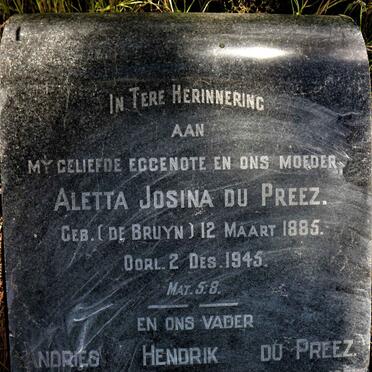 IN TERE HERINNERING
AAN
MY GELIEFDE EGGENOTE EN ONS MOEDER,
ALETTA JOSINA DU PREEZ.
GEB. (DE BRUYN) 12 MAART 1885.
OORL. 2 DES. 1945.
MAT. 5:8.
EN ONS VADER
ANDRIES HENDRIK DU PREEZ.